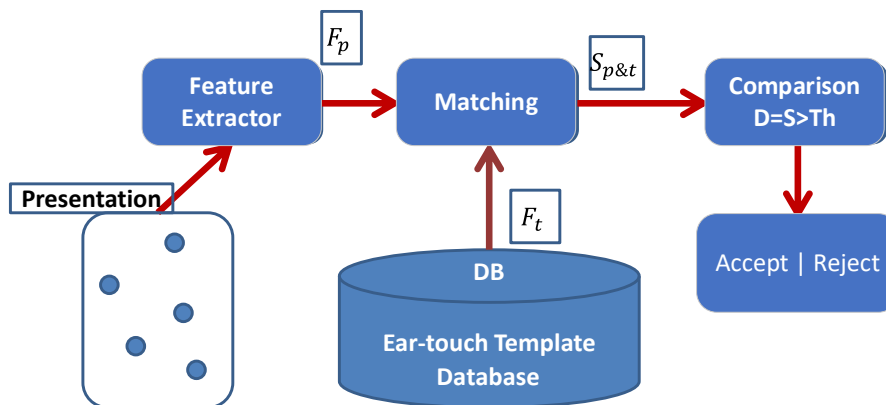 F_p
S_{p&t}
Feature
Extractor
Matching
Comparison
D=S>Th
Presentation
F_t
DB
Accept | Reject
Ear-touch Template
Database